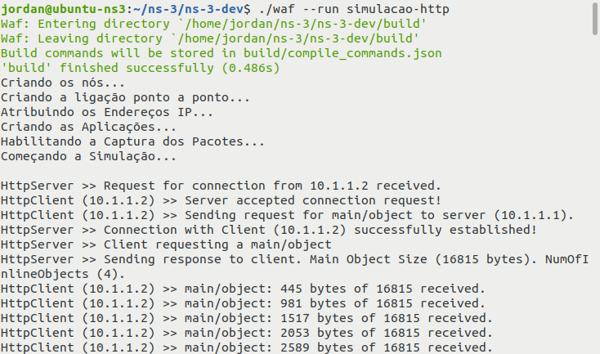 jordan@ubuntu-ns3:~/ns-3/ns-3-dev$ ./waf --run simulacao-http
Waf: Entering directory `/home/jordan/ns-3/ns-3-dev/build'
Waf: Leaving directory `/home/jordan/ns-3/ns-3-dev/build'
Build commands will be stored in build/compile_commands.json
'build' finished successfully (0.486s)
Criando os nós...
Criando a ligação ponto a ponto...
Atribuindo os Endereços IP...
Criando as Aplicações...
Habilitando a Captura dos Pacotes...
Começando a Simulação...
HttpServer >> Request for connection from 10.1.1.2 received.
HttpClient (10.1.1.2) >> Server accepted connection request!
HttpClient (10.1.1.2) >> Sending request for main/object to server (10.1.1.1).
HttpServer >> Connection with Client (10.1.1.2) successfully established!
HttpServer >> Client requesting a main/object
HttpServer >> Sending response to client. Main Object Size (16815 bytes). NumOfI
nlineObjects (4).
HttpClient (10.1.1.2) >> main/object: 445 bytes of 16815 received.
HttpClient (10.1.1.2) >> main/object: 981 bytes of 16815 received.
HttpClient (10.1.1.2) >> main/object: 1517 bytes of 16815 received.
HttpClient (10.1.1.2) >> main/object: 2053 bytes of 16815 received.
HttpClient (10.1.1.2) >> main/object: 2589 bytes of 16815 received.